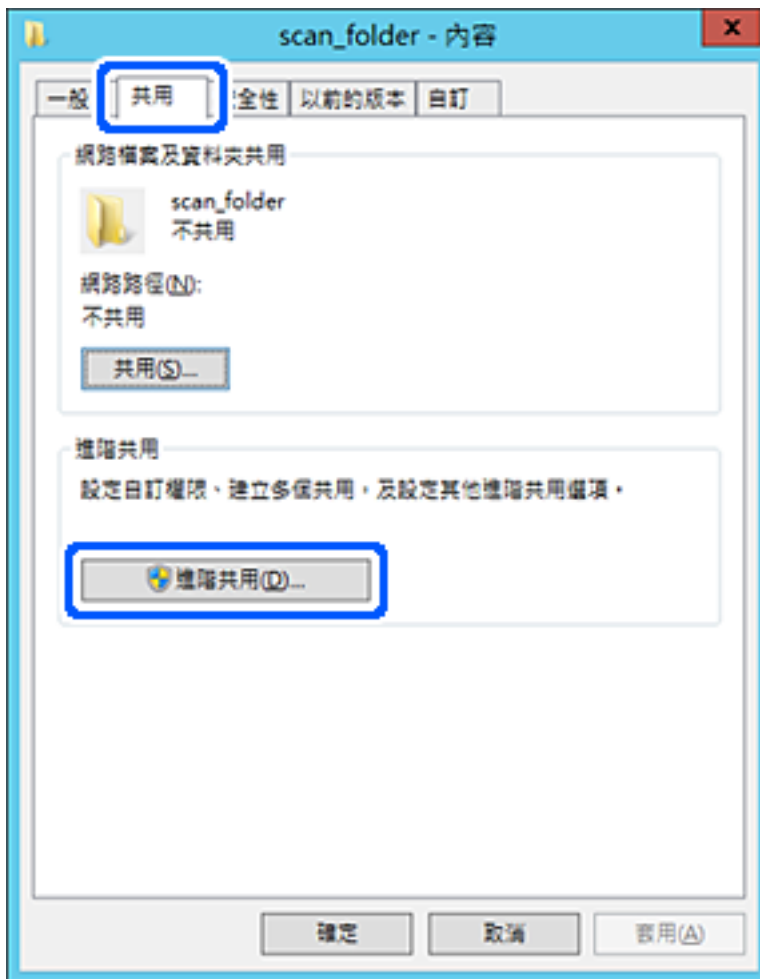 scan_folder - 內容
x
一般 共用 全性 以前的版本 自訂
網路檔案及資料夾共用
scan_folder
不共用
網路路徑(N):
不共用
共用(S)...
進階共用
設定自訂權限、建立多個共用，及設定其他進階共用選項。
進階共用(D)...
確定 取消 套用(A)